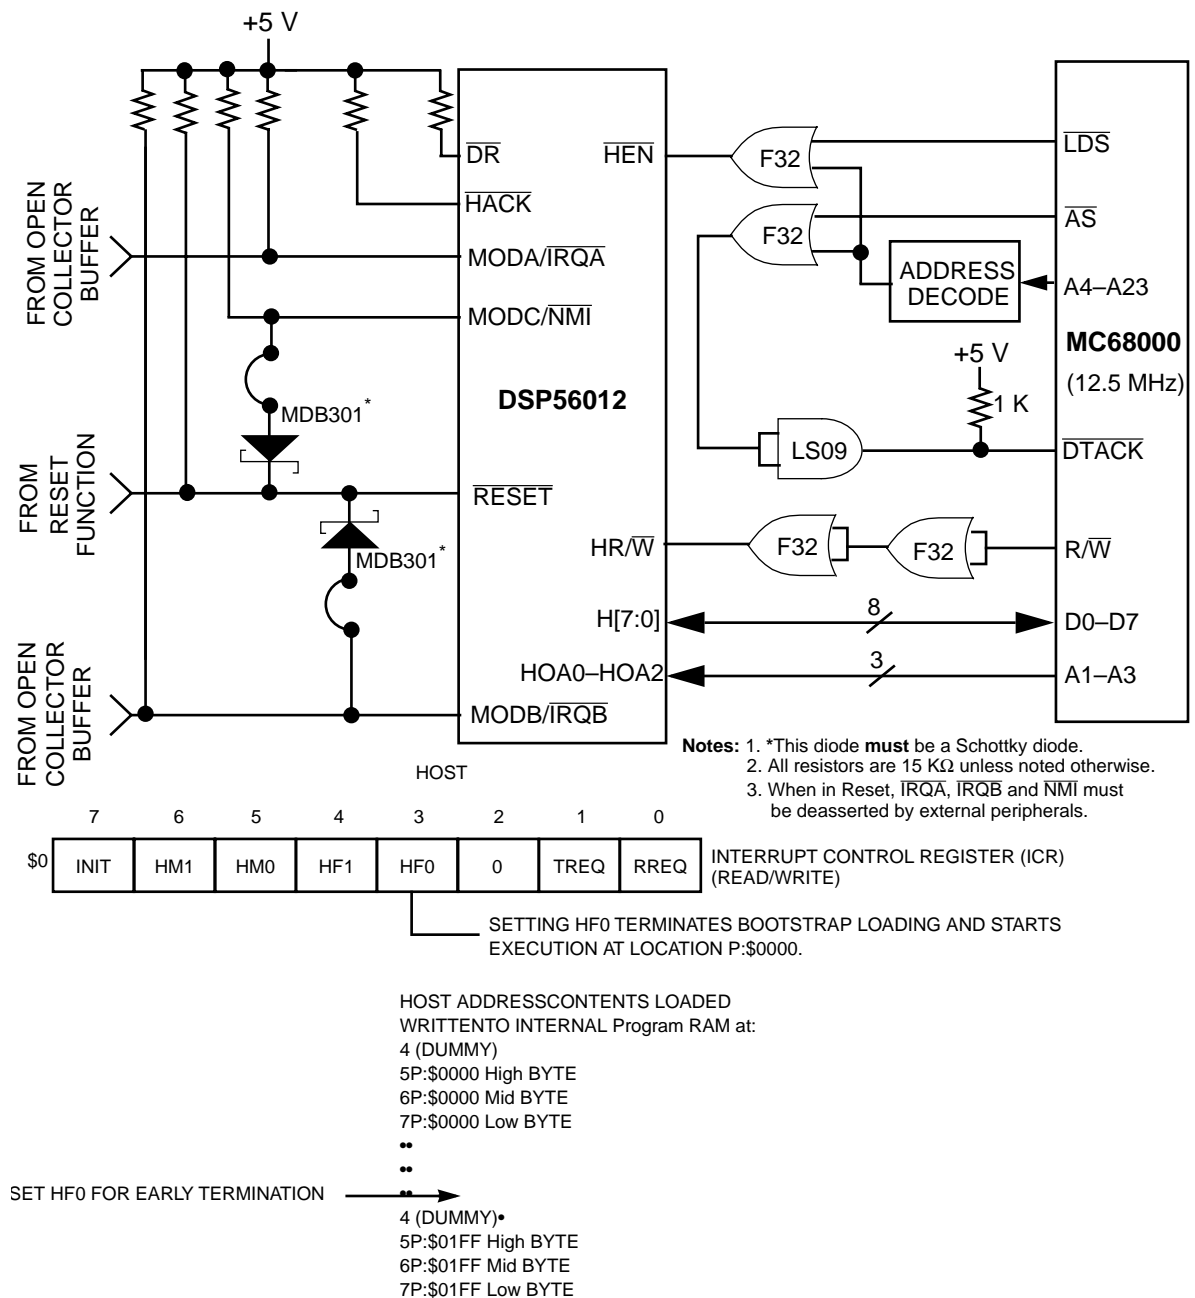 +5 V
DR
HEN
F32
LDS
HACK
F32
AS
FROM OPEN
COLLECTOR
BUFFER
MODA/IRQA
ADDRESS
DECODE
A4–A23
MODC/NMI
MC68000
(12.5 MHz)
+5 V
1 K
DSP56012
MDB301*
LS09
DTACK
FROM
RESET
FUNCTION
RESET
MDB301*
HR/W
F32
F32
R/W
H[7:0]
8
D0–D7
HOA0–HOA2
3
A1–A3
FROM OPEN
COLLECTOR
BUFFER
MODB/IRQB
Notes: 1. *This diode must be a Schottky diode.
2. All resistors are 15 KΩ unless noted otherwise.
3. When in Reset, IRQA, IRQB and NMI must
be deasserted by external peripherals.
HOST
7 6 5 4 3 2 1 0
$0 INIT HM1 HM0 HF1 HF0 0 TREQ RREQ
INTERRUPT CONTROL REGISTER (ICR)
(READ/WRITE)
SETTING HF0 TERMINATES BOOTSTRAP LOADING AND STARTS
EXECUTION AT LOCATION P:$0000.
HOST ADDRESSCONTENTS LOADED
WRITTENTO INTERNAL Program RAM at:
4 (DUMMY)
5P:$0000 High BYTE
6P:$0000 Mid BYTE
7P:$0000 Low BYTE
••
••
••
SET HF0 FOR EARLY TERMINATION
4 (DUMMY)•
5P:$01FF High BYTE
6P:$01FF Mid BYTE
7P:$01FF Low BYTE